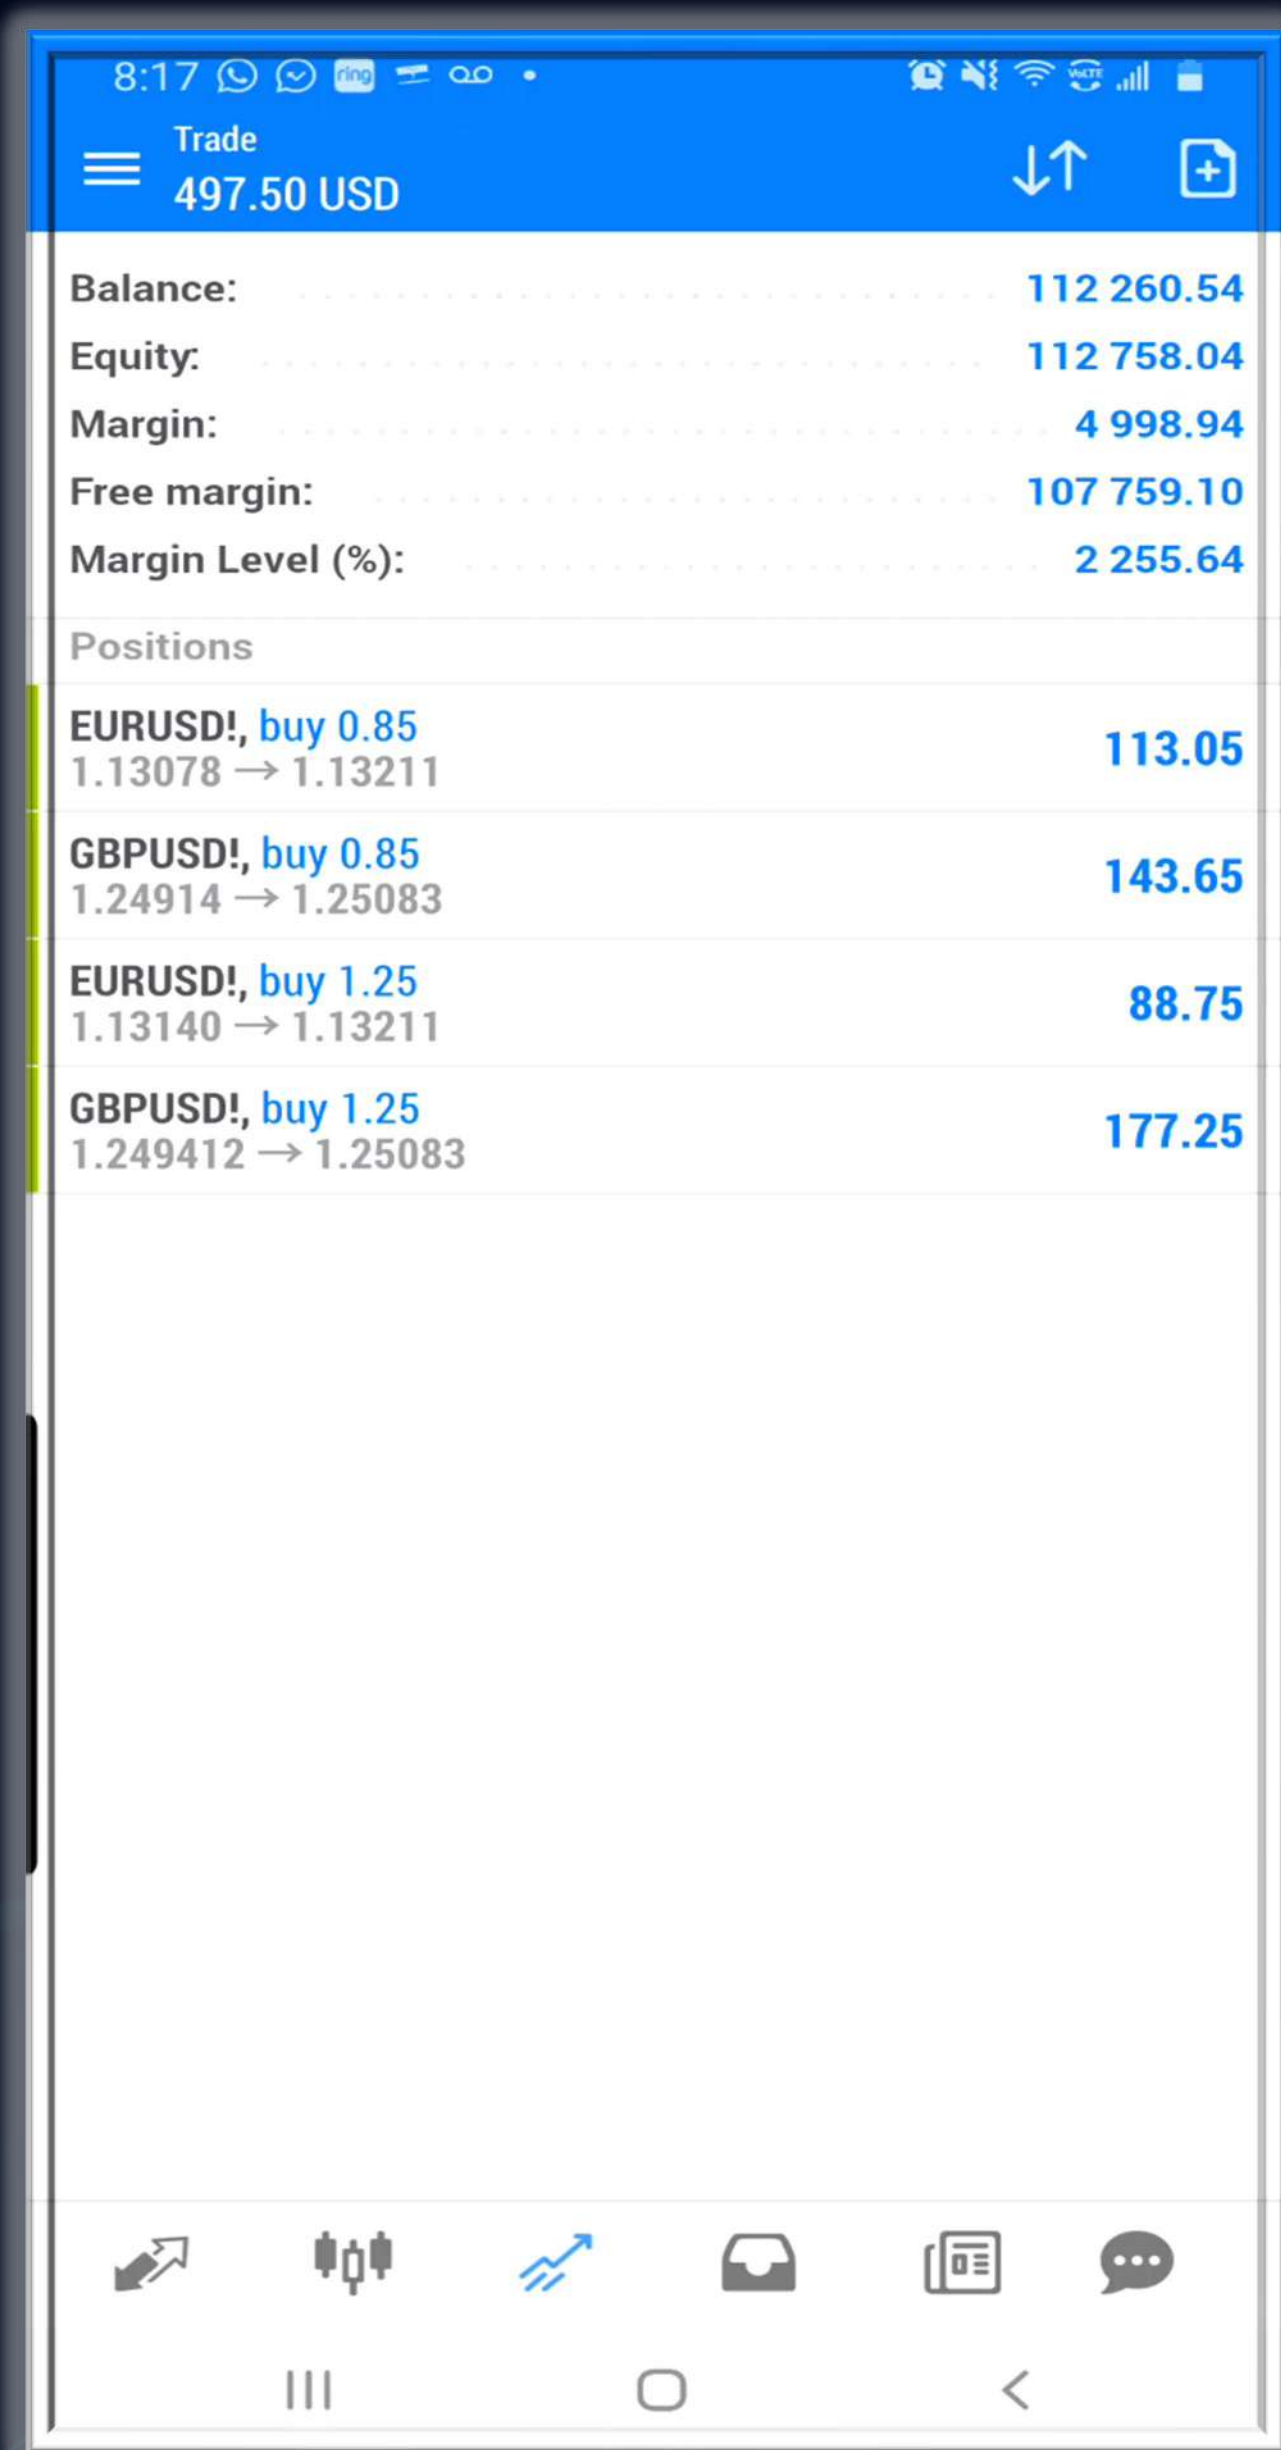 8:17 ring VoLTE
Trade
497.50 USD
Balance: 112 260.54
Equity: 112 758.04
Margin: 4 998.94
Free margin: 107 759.10
Margin Level (%): 2 255.64
Positions
EURUSD!, buy 0.85
1.13078 → 1.13211 113.05
GBPUSD!, buy 0.85
1.24914 → 1.25083 143.65
EURUSD!, buy 1.25
1.13140 → 1.13211 88.75
GBPUSD!, buy 1.25
1.249412 → 1.25083 177.25